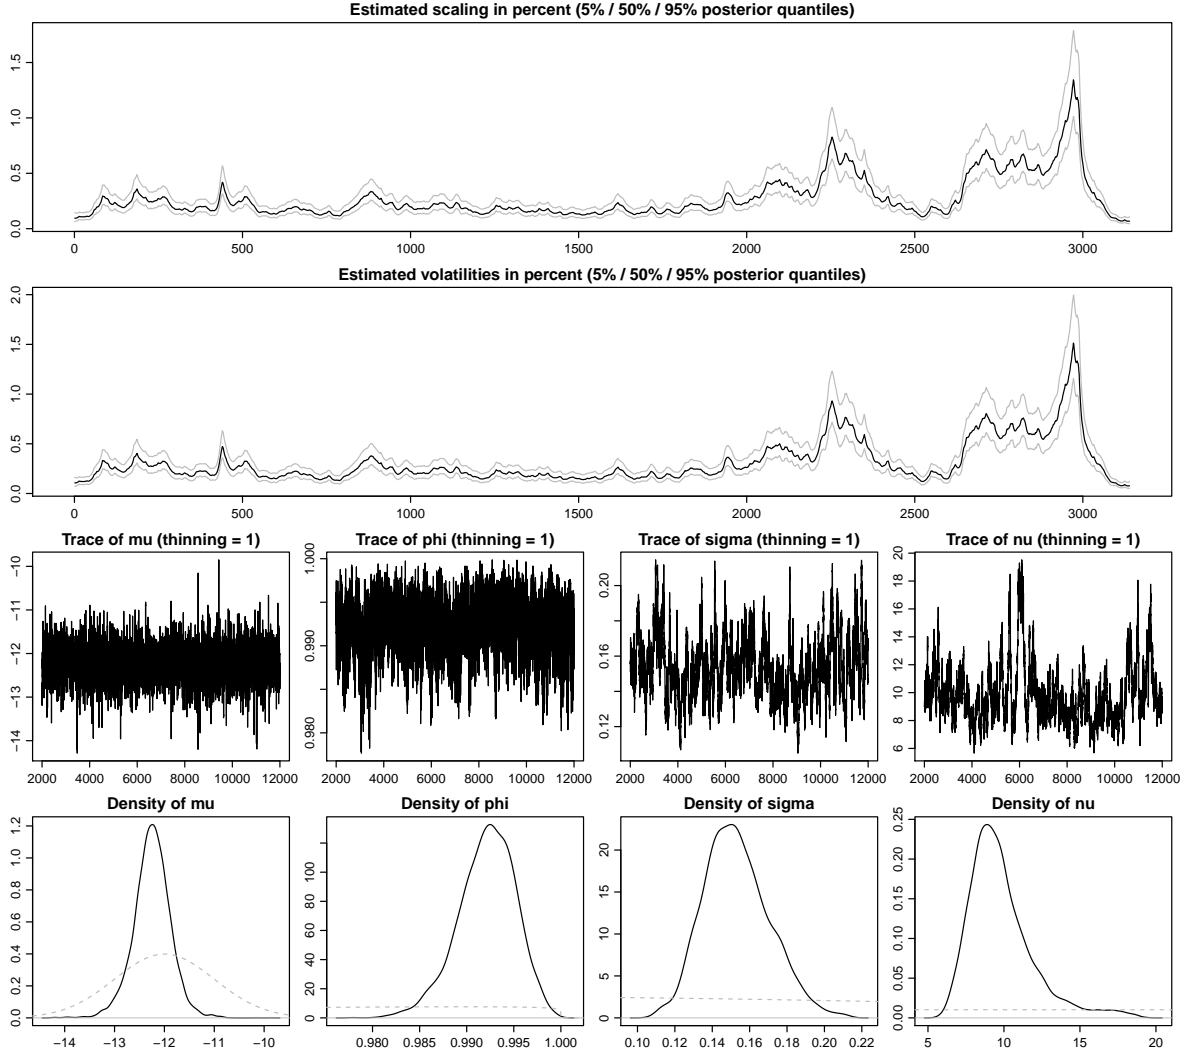 Estimated scaling in percent (5% / 50% / 95% posterior quantiles)
0.0 0.5 1.0 1.5
0 500 1000 1500 2000 2500 3000
Estimated volatilities in percent (5% / 50% / 95% posterior quantiles)
0.0 0.5 1.0 1.5 2.0
0 500 1000 1500 2000 2500 3000
Trace of mu (thinning = 1)
−14 −13 −12 −11 −10
2000 4000 6000 8000 10000 12000
Trace of phi (thinning = 1)
0.980 0.990 1.000
2000 4000 6000 8000 10000 12000
Trace of sigma (thinning = 1)
0.12 0.16 0.20
2000 4000 6000 8000 10000 12000
Trace of nu (thinning = 1)
6 8 10 12 14 16 18 20
2000 4000 6000 8000 10000 12000
Density of mu
0.0 0.2 0.4 0.6 0.8 1.0 1.2
−14 −13 −12 −11 −10
Density of phi
0 20 40 60 80 100
0.980 0.985 0.990 0.995 1.000
Density of sigma
0 5 10 15 20
0.10 0.12 0.14 0.16 0.18 0.20 0.22
Density of nu
0.00 0.05 0.10 0.15 0.20 0.25
5 10 15 20